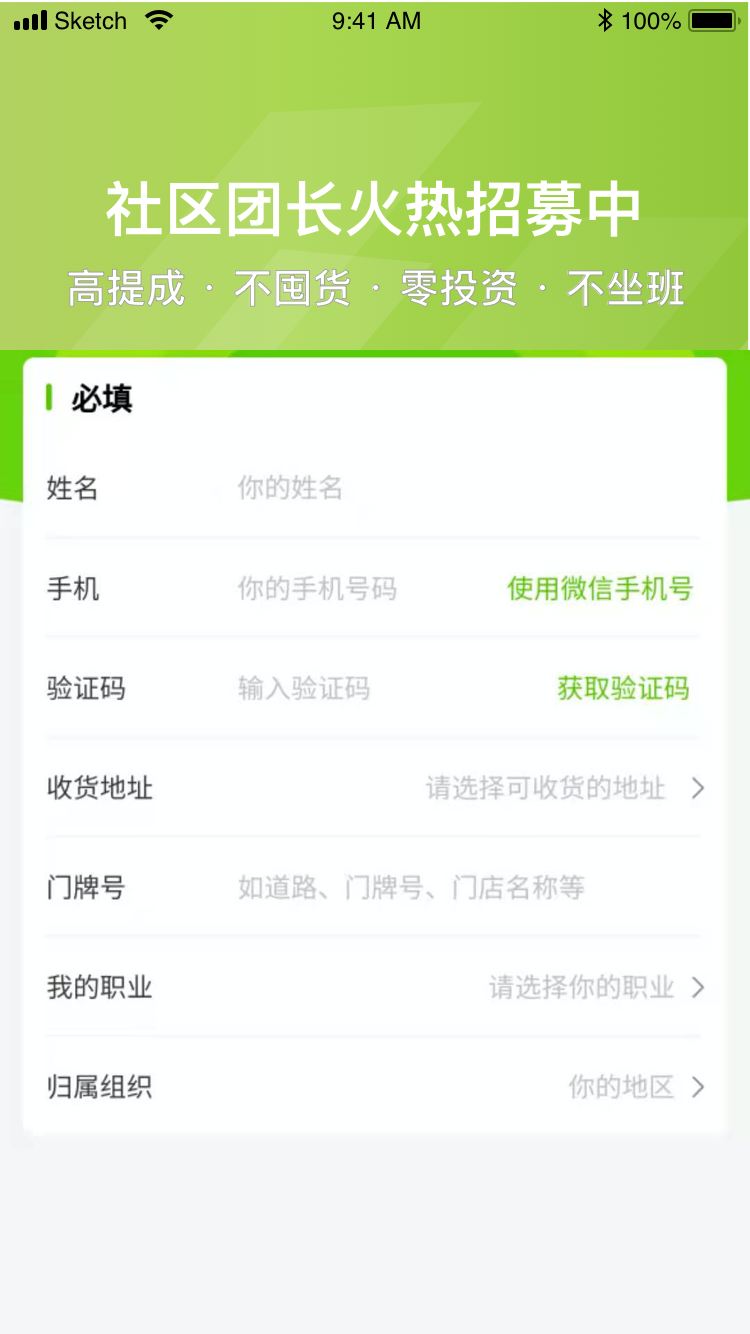 Sketch 9:41 AM 100%
社区团长火热招募中
高提成 · 不囤货 · 零投资 · 不坐班
必填
姓名 你的姓名
手机 你的手机号码 使用微信手机号
验证码 输入验证码 获取验证码
收货地址 请选择可收货的地址
门牌号 如道路、门牌号、门店名称等
我的职业 请选择你的职业
归属组织 你的地区